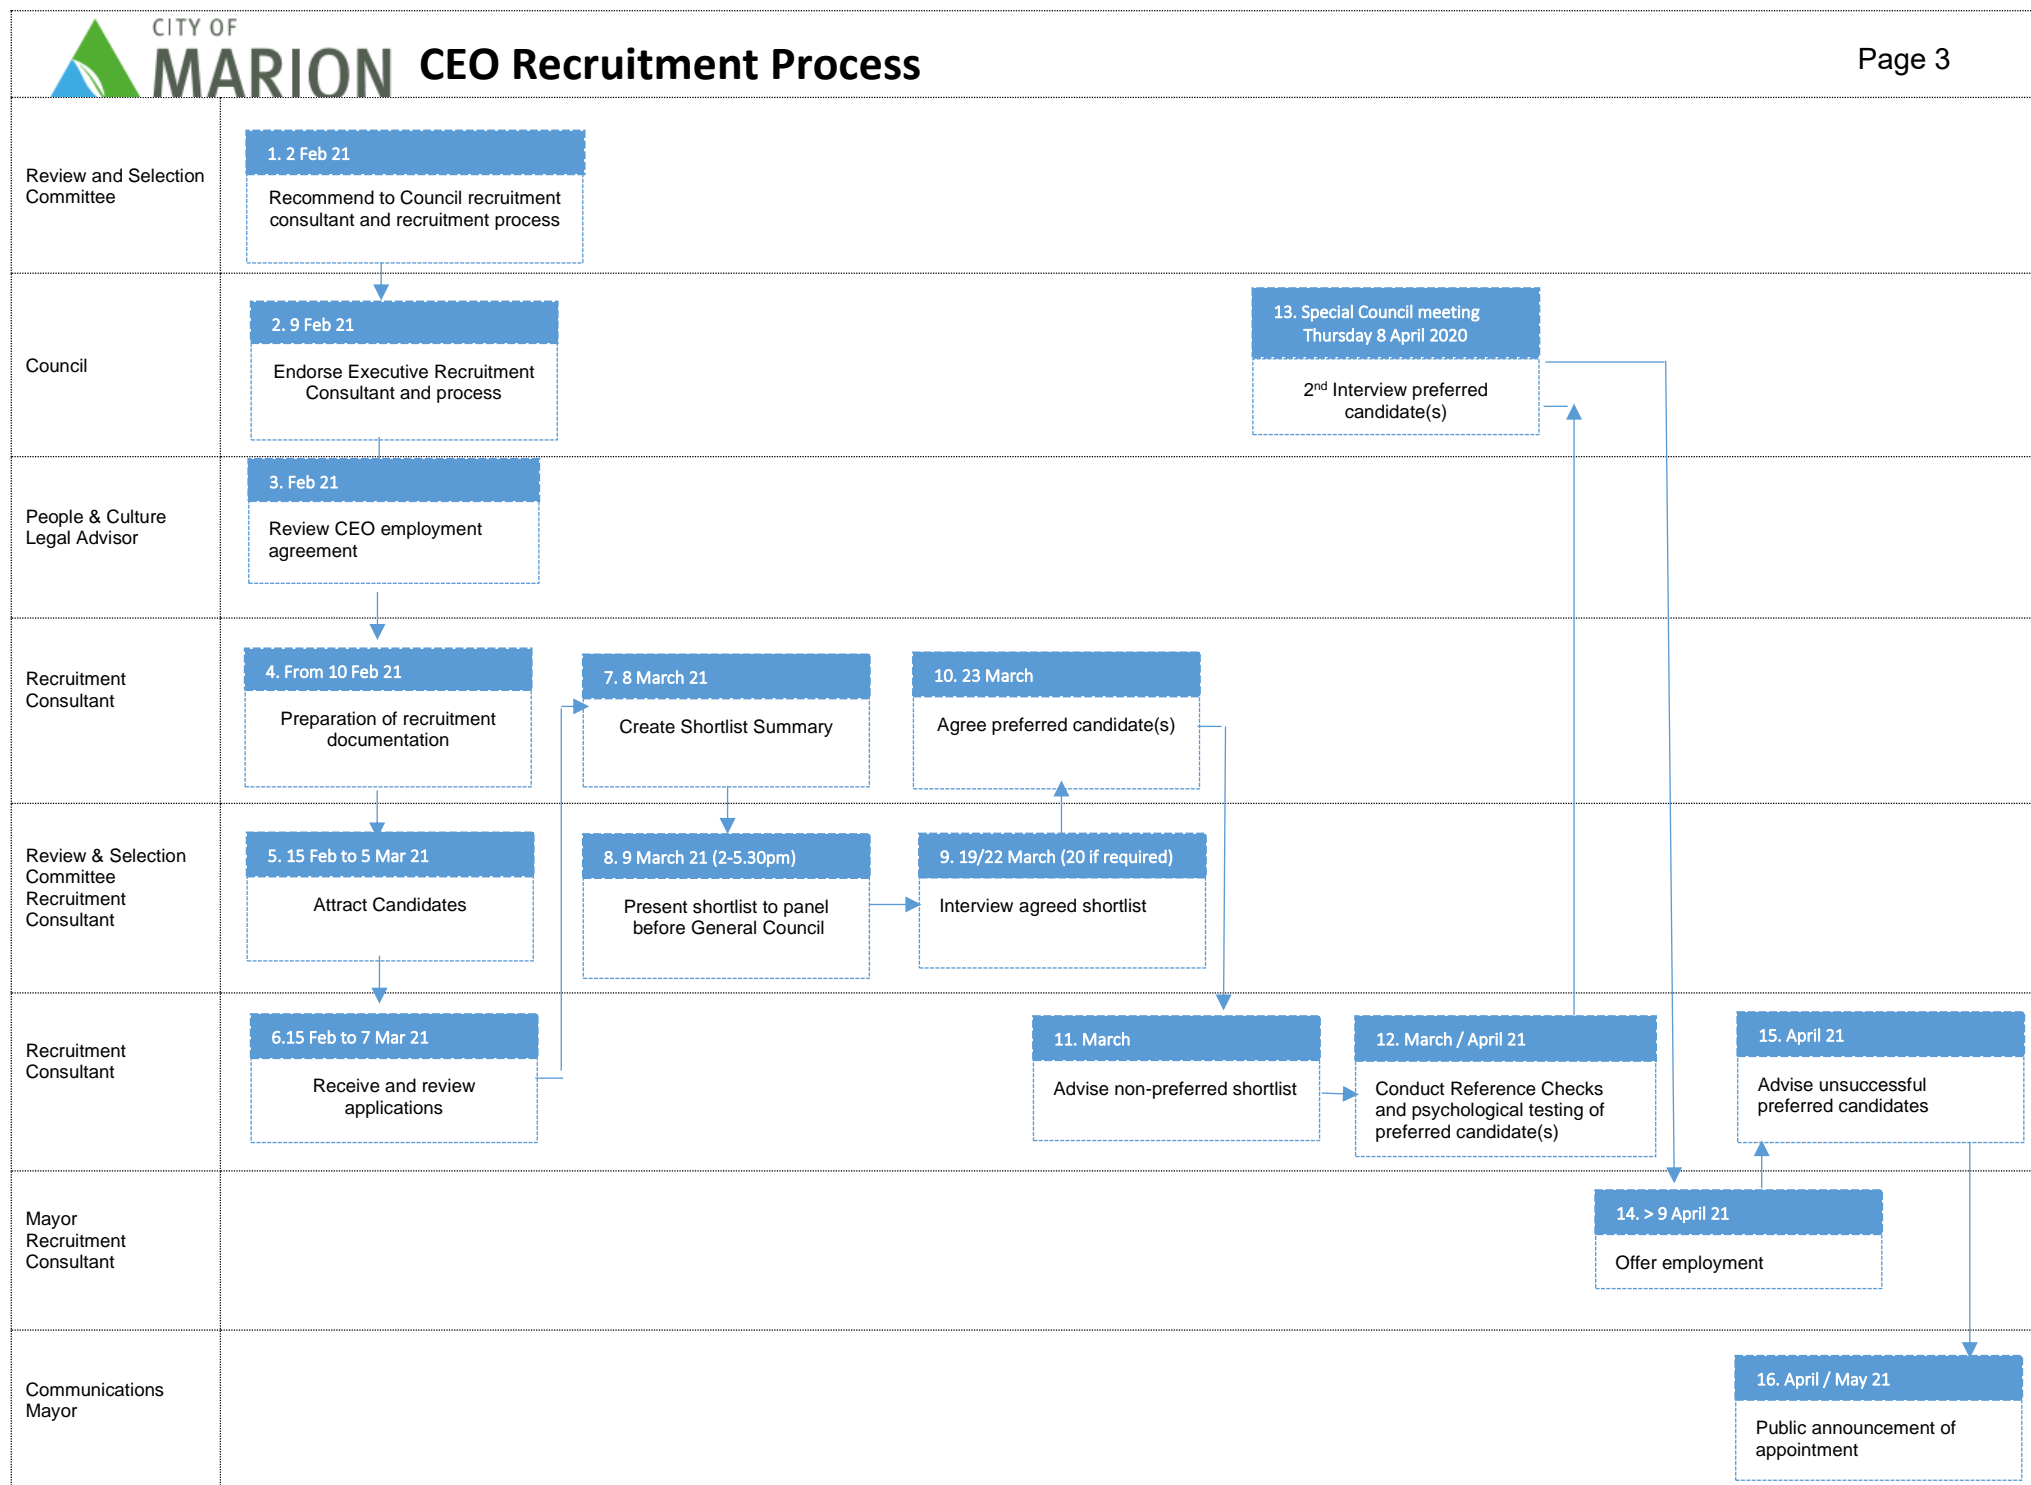 CITY OF
MARION
CEO Recruitment Process
Page 3
Review and Selection
Committee
1. 2 Feb 21
Recommend to Council recruitment
consultant and recruitment process
Council
2. 9 Feb 21
Endorse Executive Recruitment
Consultant and process
13. Special Council meeting
Thursday 8 April 2020
2nd Interview preferred
candidate(s)
People & Culture
Legal Advisor
3. Feb 21
Review CEO employment
agreement
Recruitment
Consultant
4. From 10 Feb 21
Preparation of recruitment
documentation
7. 8 March 21
Create Shortlist Summary
10. 23 March
Agree preferred candidate(s)
Review & Selection
Committee
Recruitment
Consultant
5. 15 Feb to 5 Mar 21
Attract Candidates
8. 9 March 21 (2-5.30pm)
Present shortlist to panel
before General Council
9. 19/22 March (20 if required)
Interview agreed shortlist
Recruitment
Consultant
6.15 Feb to 7 Mar 21
Receive and review
applications
11. March
Advise non-preferred shortlist
12. March / April 21
Conduct Reference Checks
and psychological testing of
preferred candidate(s)
15. April 21
Advise unsuccessful
preferred candidates
Mayor
Recruitment
Consultant
14. > 9 April 21
Offer employment
Communications
Mayor
16. April / May 21
Public announcement of
appointment